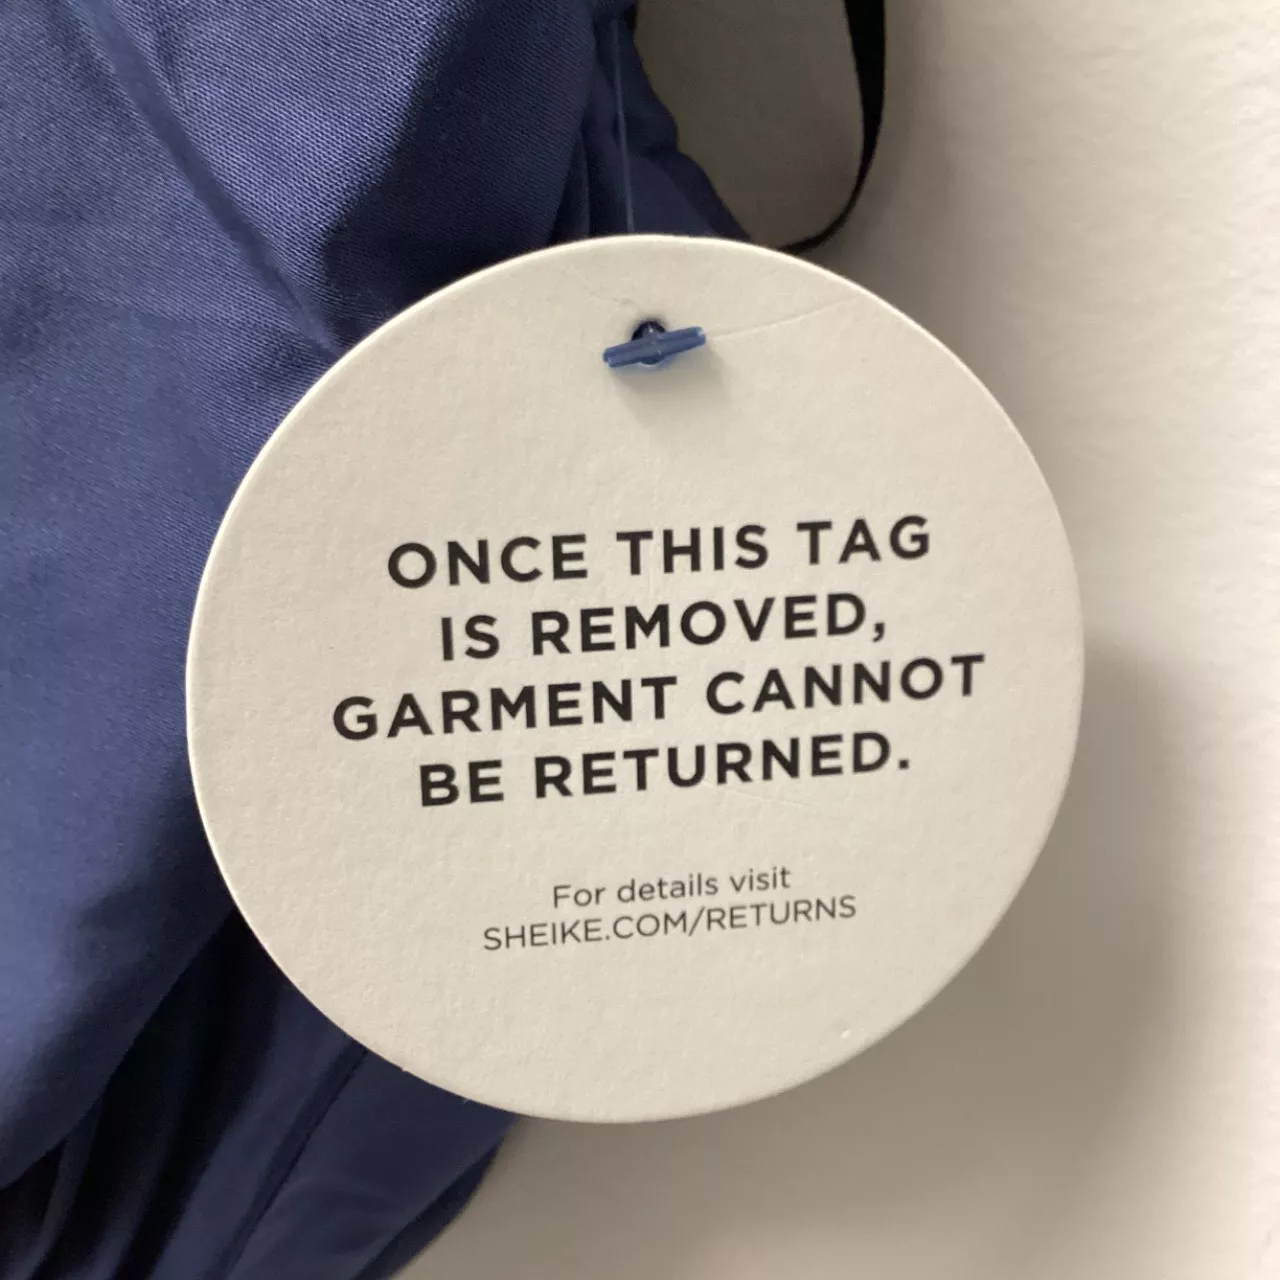 ONCE THIS TAG
IS REMOVED,
GARMENT CANNOT
BE RETURNED.
For details visit
SHEIKE.COM/RETURNS